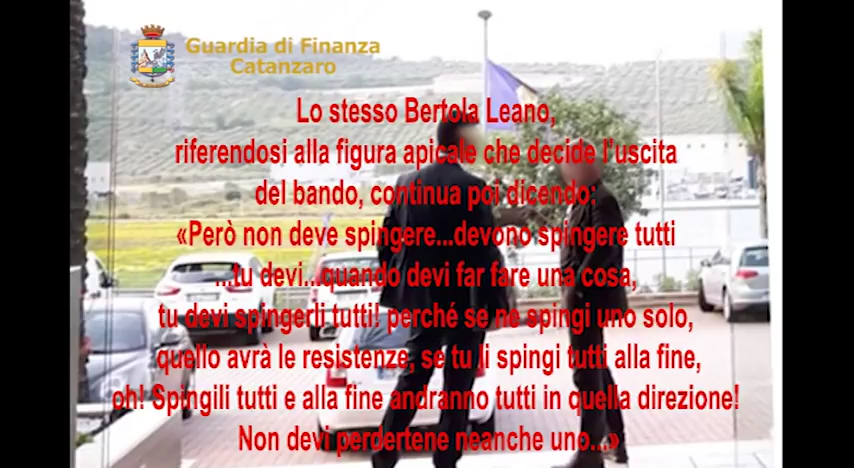 Guardia di Finanza
Catanzaro
Lo stesso Bertola Leano,
riferendosi alla figura apicale che decide l'uscita
del bando, continua poi dicendo:
«Però non deve spingere...devono spingere tutti
...tu devi...quando devi far fare una cosa,
tu devi spingerli tutti! perché se ne spingi uno solo,
quello avrà le resistenze, se tu li spingi tutti alla fine,
oh! Spingili tutti e alla fine andranno tutti in quella direzione!
Non devi perdertene neanche uno...»